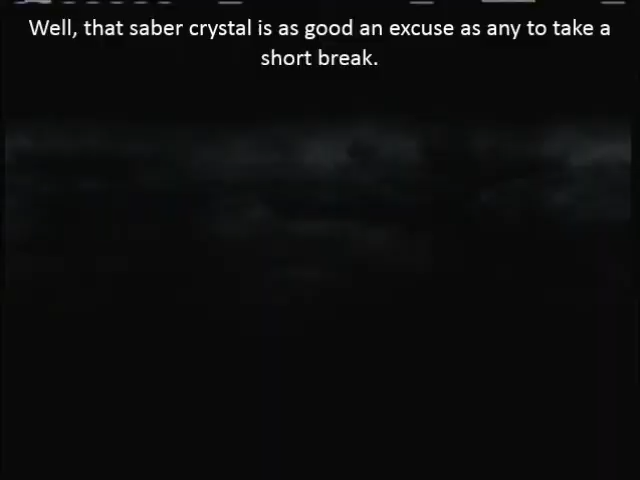 Well, that saber crystal is as good an excuse as any to take a
short break.